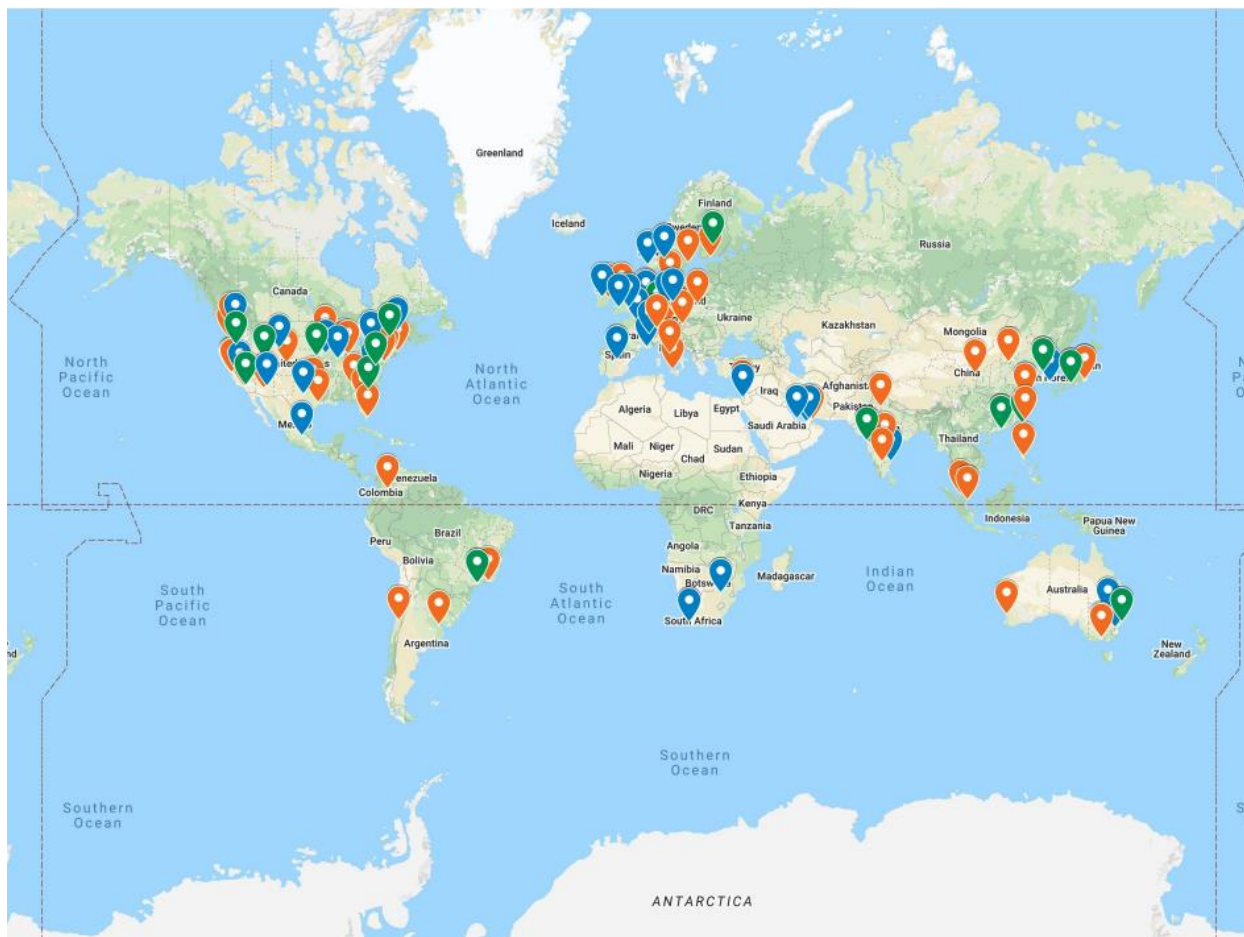 Greenland
Iceland
Finland
Sweden
Russia
Canada
Ukraine
Kazakhstan
Mongolia
North
Pacific
Ocean
North
Atlantic
Ocean
Spain
Iraq
Afghanistan
China
Algeria
Libya
Egypt
Pakistan
Saudi Arabia
Mali
Niger
Sudan
Chad
Thailand
Nigeria
Ethiopia
Venezuela
Colombia
Kenya
DRC
Indonesia
Papua New
Guinea
Tanzania
Brazil
Peru
Angola
Bolivia
Namibia
Botswana
Madagascar
Indian
Ocean
Australia
South
Pacific
Ocean
South
Atlantic
Ocean
South Africa
Argentina
New
Zealand
Southern
Ocean
Southern
Ocean
ANTARCTICA